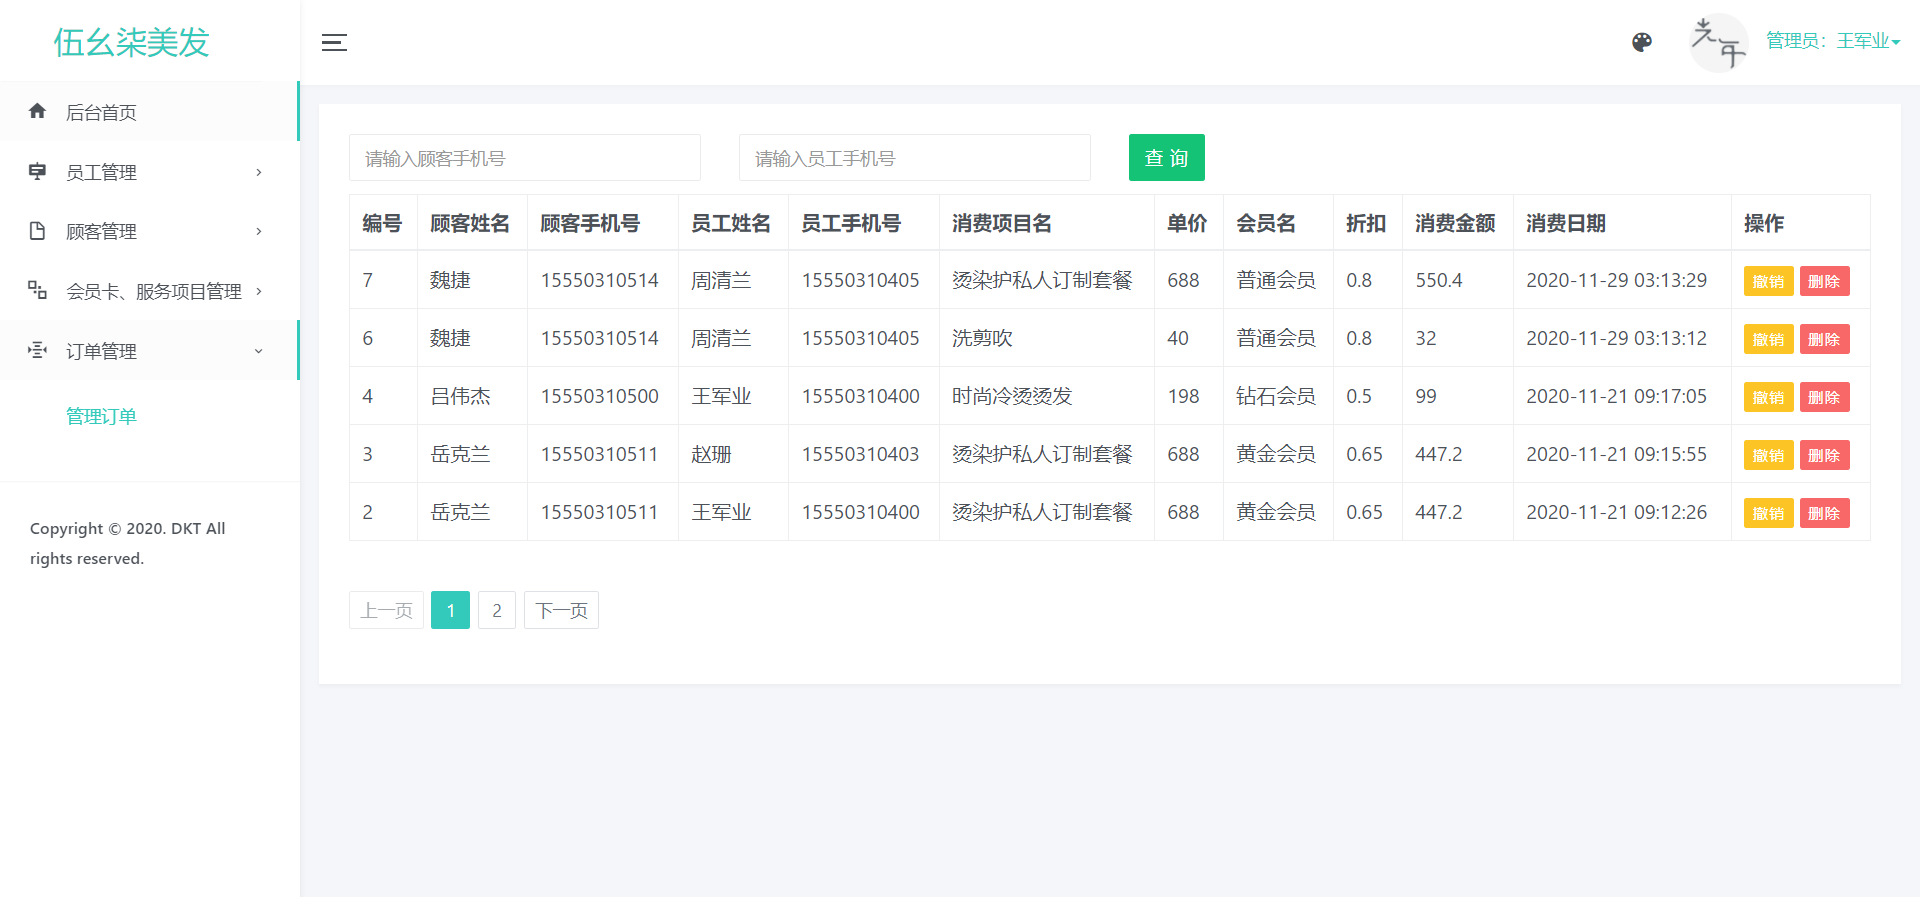 伍幺柒美发
管理员：王军业
后台首页
员工管理
顾客管理
会员卡、服务项目管理
订单管理
管理订单
Copyright © 2020. DKT All
rights reserved.
请输入顾客手机号 请输入员工手机号 查 询
编号 顾客姓名 顾客手机号 员工姓名 员工手机号 消费项目名 单价 会员名 折扣 消费金额 消费日期 操作
7 魏捷 15550310514 周清兰 15550310405 烫染护私人订制套餐 688 普通会员 0.8 550.4 2020-11-29 03:13:29 撤销 删除
6 魏捷 15550310514 周清兰 15550310405 洗剪吹 40 普通会员 0.8 32 2020-11-29 03:13:12 撤销 删除
4 吕伟杰 15550310500 王军业 15550310400 时尚冷烫烫发 198 钻石会员 0.5 99 2020-11-21 09:17:05 撤销 删除
3 岳克兰 15550310511 赵珊 15550310403 烫染护私人订制套餐 688 黄金会员 0.65 447.2 2020-11-21 09:15:55 撤销 删除
2 岳克兰 15550310511 王军业 15550310400 烫染护私人订制套餐 688 黄金会员 0.65 447.2 2020-11-21 09:12:26 撤销 删除
上一页 1 2 下一页